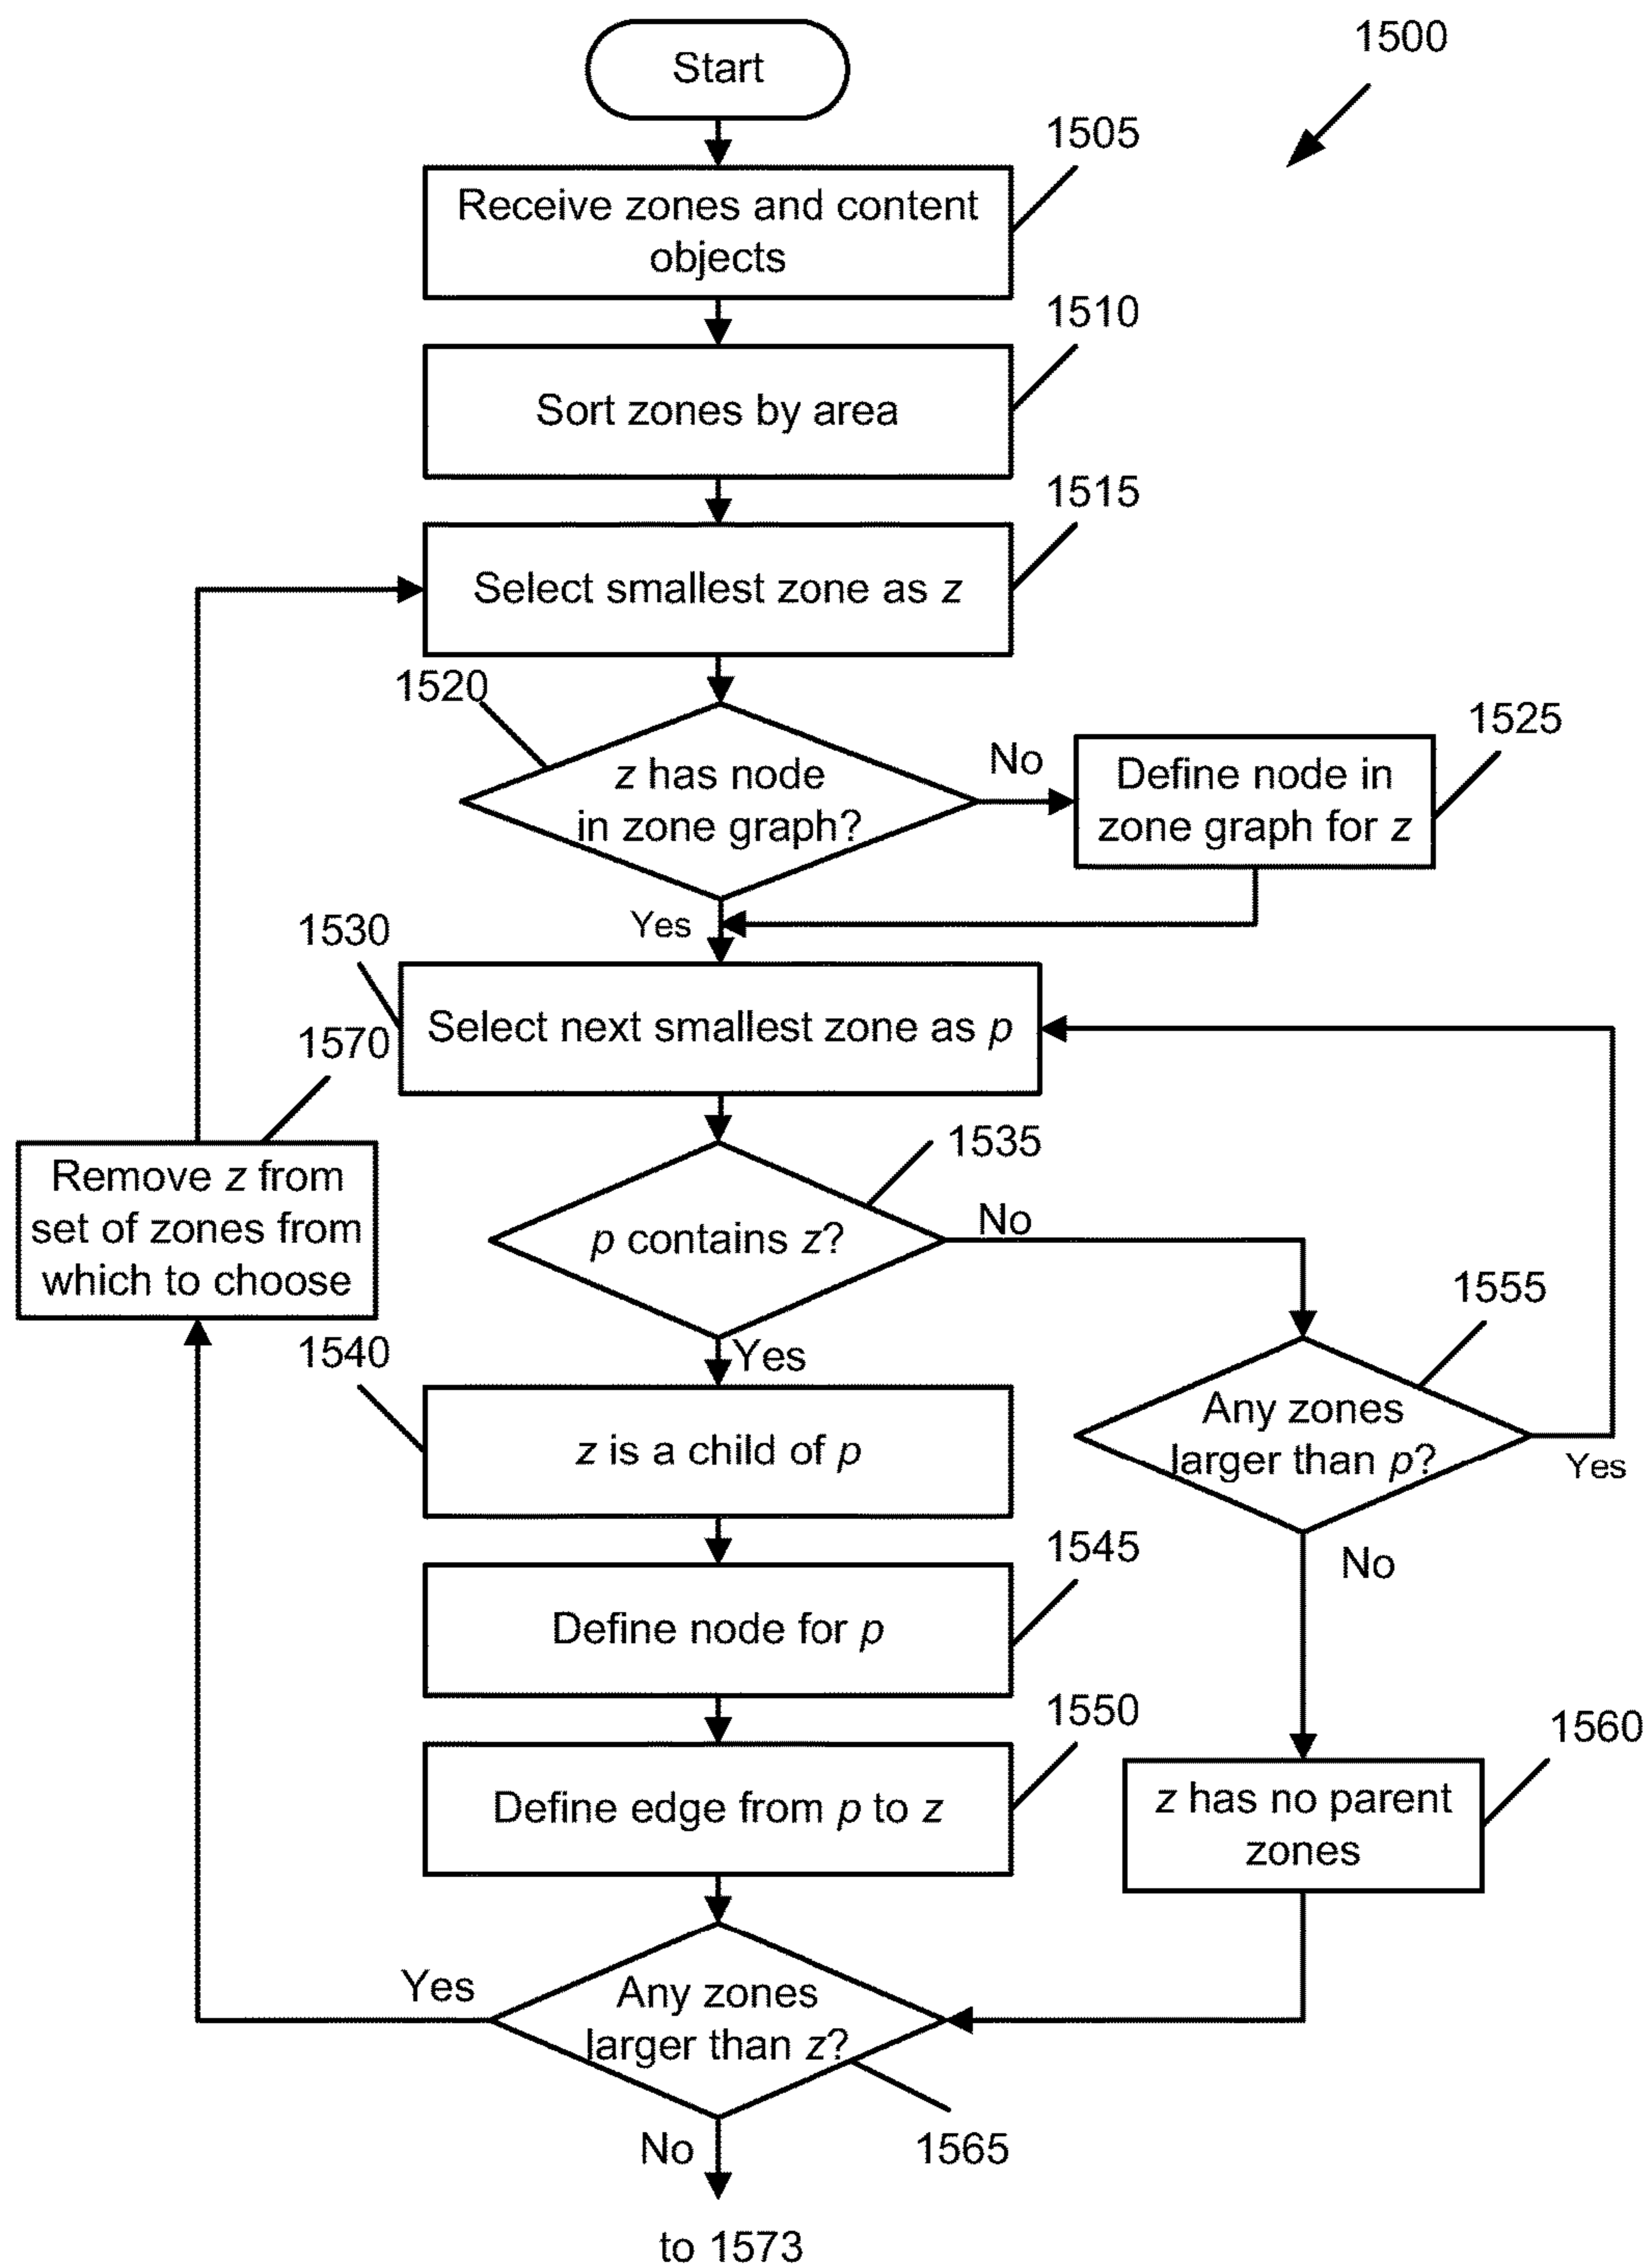 Start
1500
1505
Receive zones and content
objects
1510
Sort zones by area
1515
Select smallest zone as z
1520
z has node
in zone graph?
No
1525
Define node in
zone graph for z
Yes
1530
Select next smallest zone as p
1570
Remove z from
set of zones from
which to choose
1535
p contains z?
No
1555
Any zones
larger than p?
Yes
Yes
1540
z is a child of p
No
1545
Define node for p
1550
Define edge from p to z
1560
z has no parent
zones
Yes
Any zones
larger than z?
1565
No
to 1573